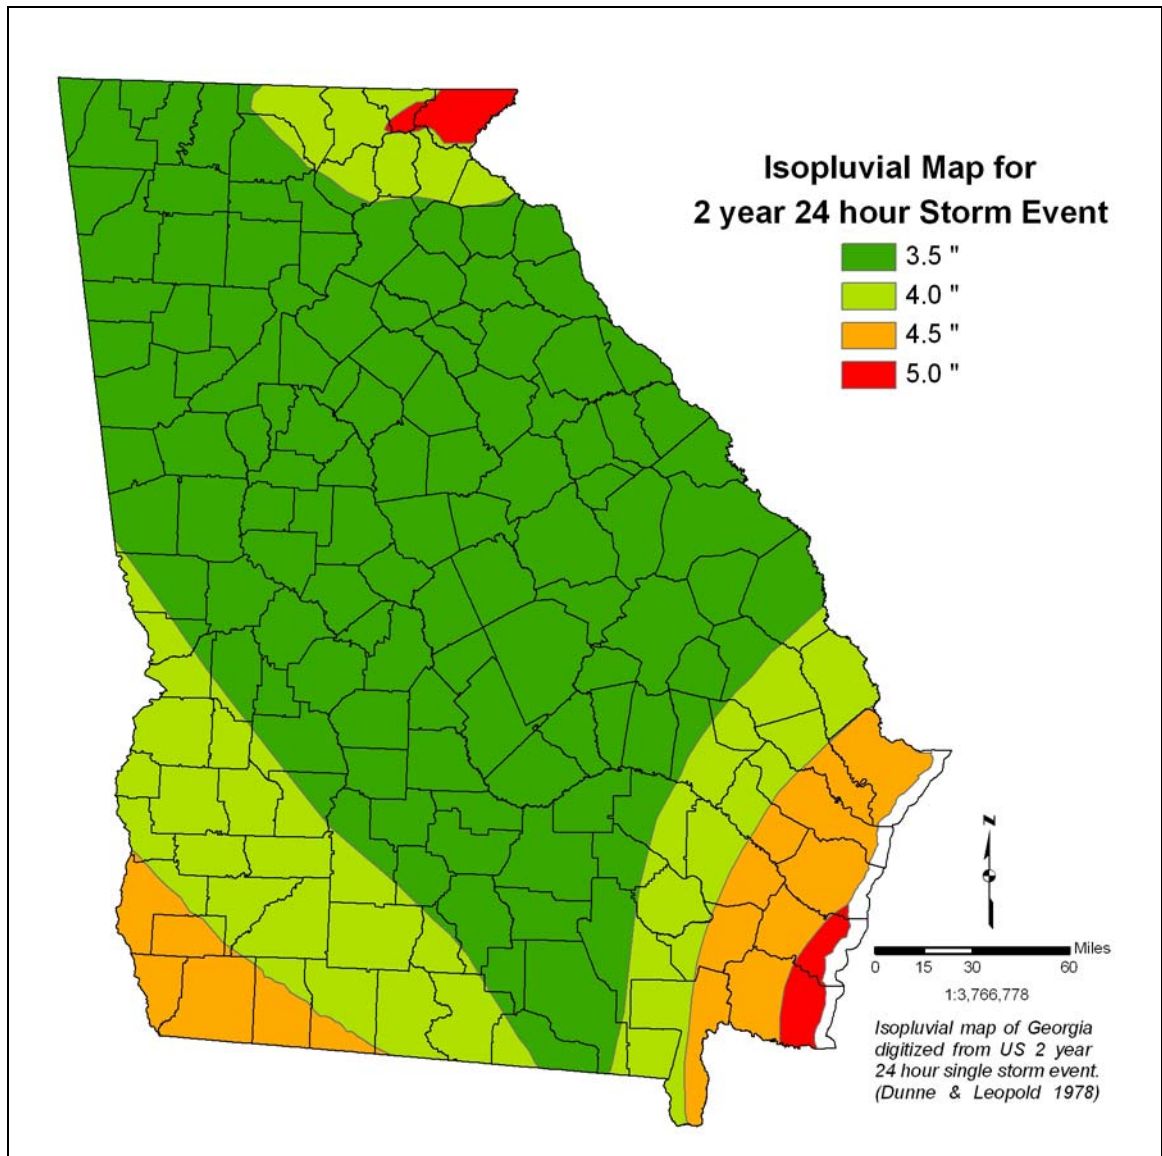 Isopluvial Map for
2 year 24 hour Storm Event
3.5 "
4.0 "
4.5 "
5.0 "
N
Miles
0 15 30 60
1:3,766,778
Isopluvial map of Georgia
digitized from US 2 year
24 hour single storm event.
(Dunne & Leopold 1978)